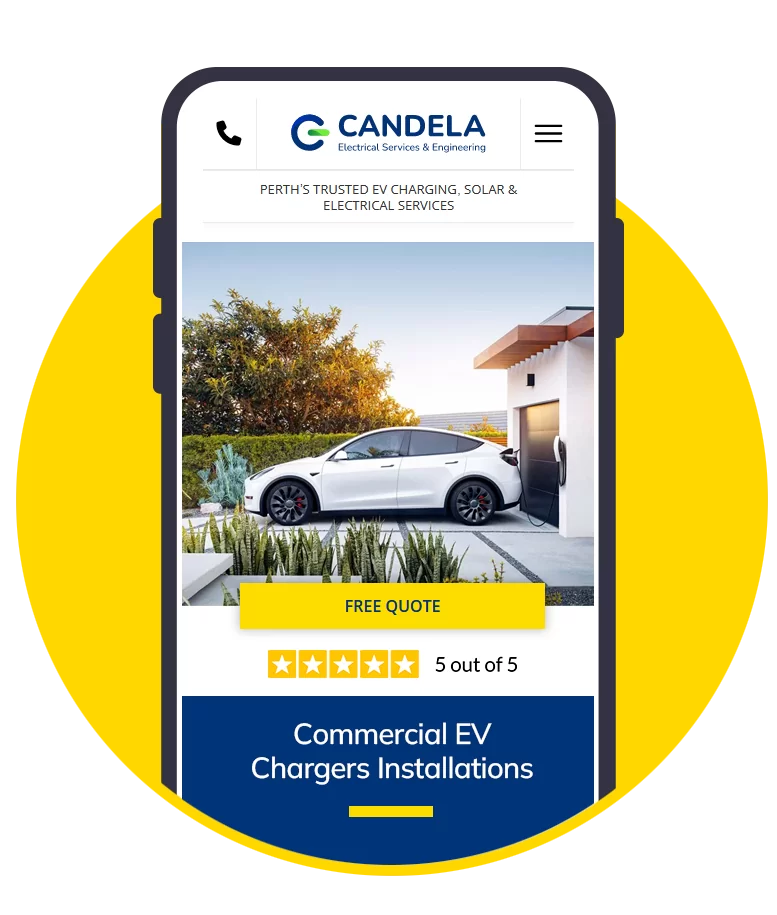 CANDELA
Electrical Services & Engineering
PERTH'S TRUSTED EV CHARGING, SOLAR &
ELECTRICAL SERVICES
FREE QUOTE
5 out of 5
Commercial EV
Chargers Installations